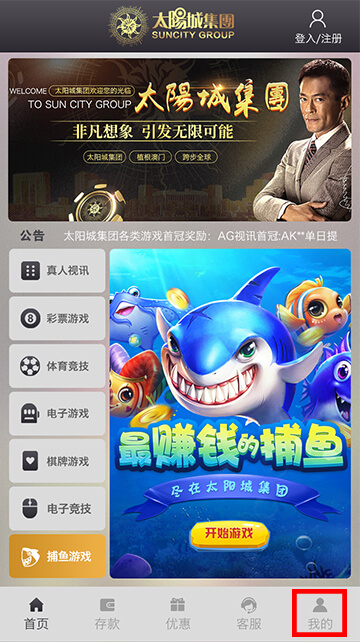 太陽城集團
SUNCITY GROUP
登入/注册
WELCOME 太阳城集团欢迎您的光临
TO SUN CITY GROUP
太陽城集團
非凡想象 引发无限可能
太阳城集团 植根澳门 跨步全球
公告 太阳城集团各类游戏首冠奖励：AG视讯首冠:AK**单日提
真人视讯
彩票游戏
体育竞技
电子游戏
棋牌游戏
电子竞技
捕鱼游戏
最赚钱的捕鱼
尽在太阳城集团
开始游戏
首页 存款 优惠 客服 我的